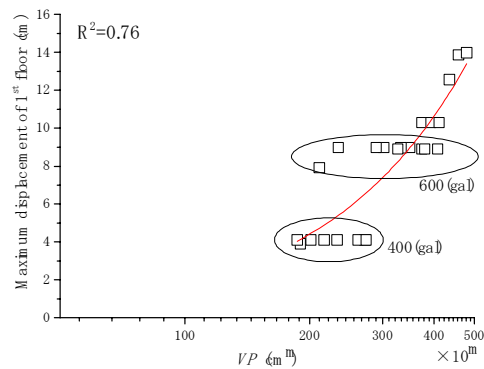 16
14
12
10
8
6
4
2
0
Maximum displacement of 1st floor (cm)
R²=0.76
600 (gal)
400 (gal)
100
200
300
400
500
VP (cm^m)
×10^m